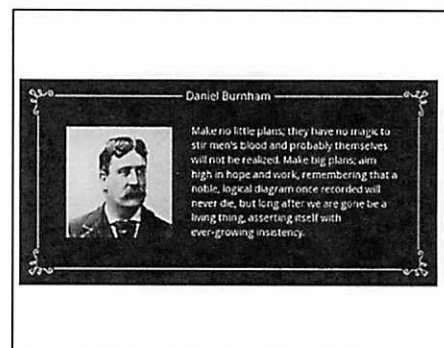 Daniel Burnham
Make no little plans; they have no magic to
stir men's blood and probably themselves
will not be realized. Make big plans; aim
high in hope and work, remembering that a
noble, logical diagram once recorded will
never die, but long after we are gone be a
living thing, asserting itself with
ever-growing insistency.